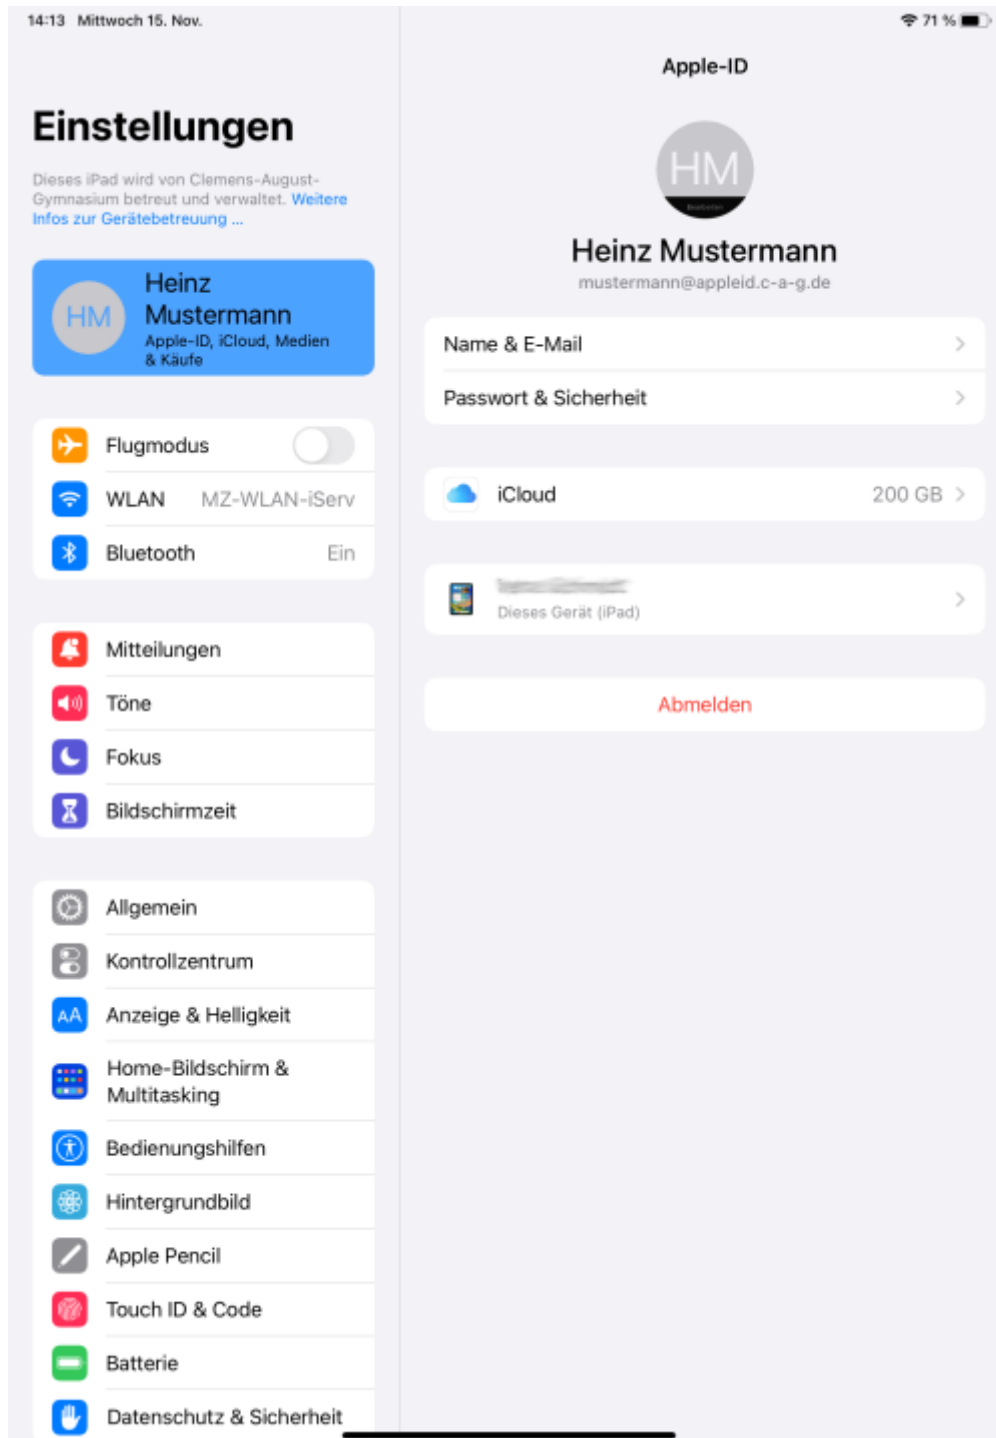 14:13 Mittwoch 15. Nov.
71 %
Einstellungen
Dieses iPad wird von Clemens-August-
Gymnasium betreut und verwaltet. Weitere
Infos zur Gerätebetreuung ...
HM
Heinz
Mustermann
Apple-ID, iCloud, Medien
& Käufe
Flugmodus
WLAN MZ-WLAN-iServ
Bluetooth Ein
Mitteilungen
Töne
Fokus
Bildschirmzeit
Allgemein
Kontrollzentrum
AA
Anzeige & Helligkeit
Home-Bildschirm &
Multitasking
Bedienungshilfen
Hintergrundbild
Apple Pencil
Touch ID & Code
Batterie
Datenschutz & Sicherheit
Apple-ID
HM
Bearbeiten
Heinz Mustermann
mustermann@appleid.c-a-g.de
Name & E-Mail
Passwort & Sicherheit
iCloud 200 GB
Dieses Gerät (iPad)
Abmelden